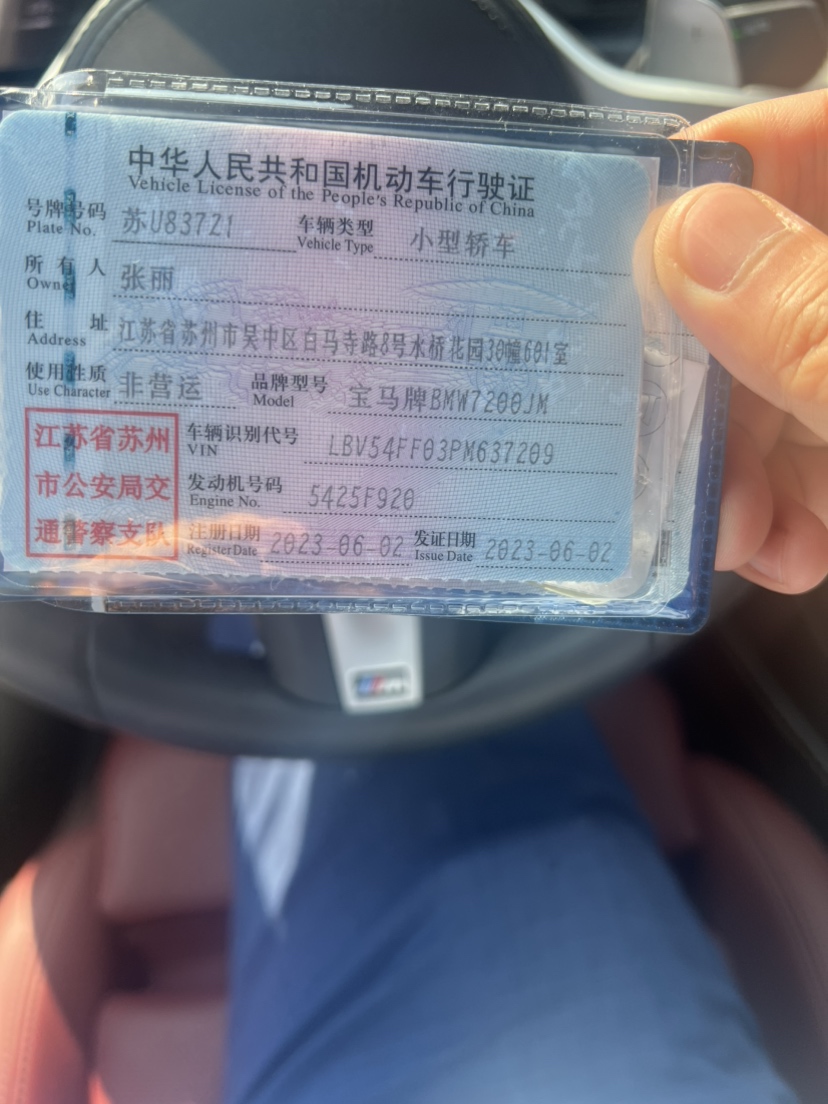 中华人民共和国机动车行驶证
Vehicle License of the People's Republic of China
号牌号码 苏U83721 车辆类型 小型轿车
Plate No. Vehicle Type
所有人 张丽
Owner
住址 江苏省苏州市吴中区白马寺路8号水桥花园30幢601室
Address
使用性质 非营运 品牌型号 宝马牌BMW7200JM
Use Character Model
江苏省苏州 车辆识别代号 LBV54FF03PM637209
VIN
市公安局交 发动机号码 5425F920
Engine No.
通警察支队 注册日期 2023-06-02 发证日期 2023-06-02
Register Date Issue Date